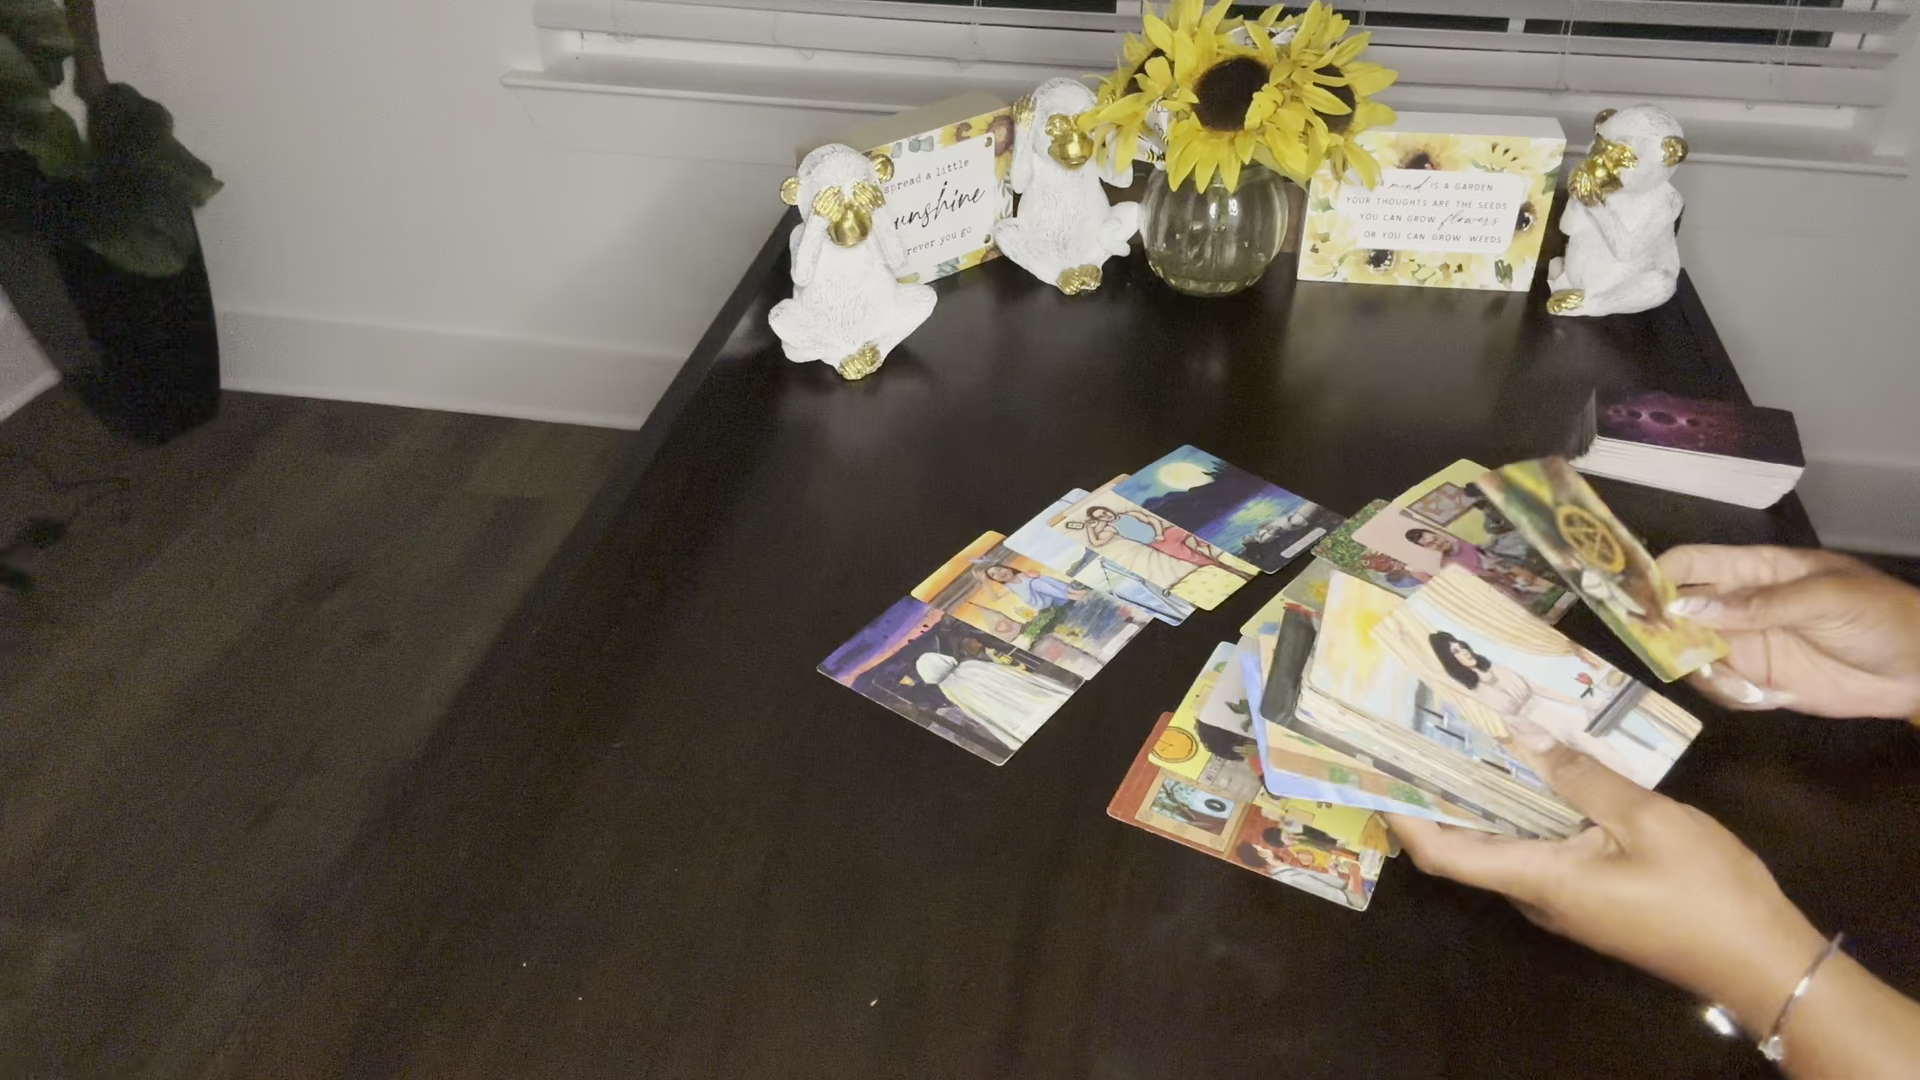 spread a little
unshine
rever you go
mind IS A GARDEN
YOUR THOUGHTS ARE THE SEEDS
YOU CAN GROW flowers
OR YOU CAN GROW WEEDS